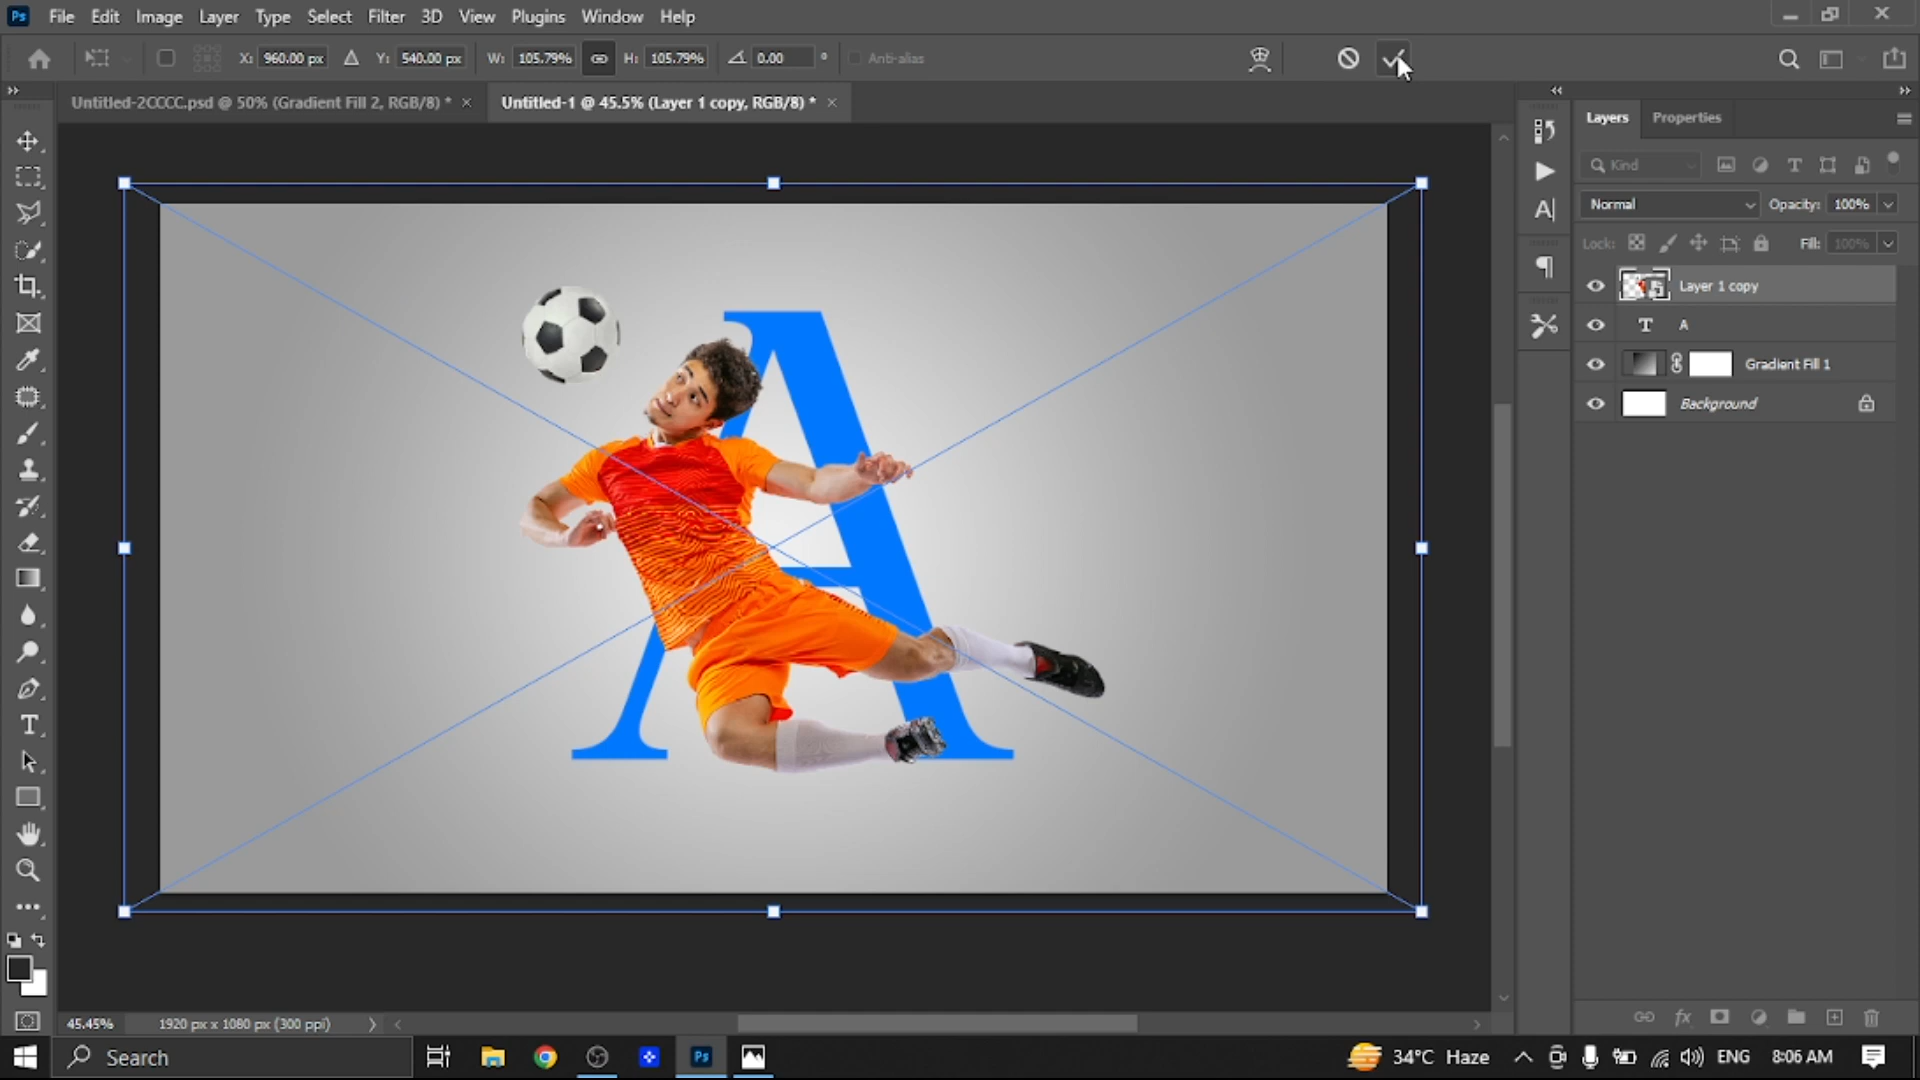 Ps File Edit Image Layer Type Select Filter 3D View Plugins Window Help
X: 960.00 px Y: 540.00 px W: 105.79% H: 105.79% 0.00 ° Anti-alias
Untitled-2CCCC.psd @ 50% (Gradient Fill 2, RGB/8) * × Untitled-1 @ 45.5% (Layer 1 copy, RGB/8) * ×
Layers Properties
Kind
Normal Opacity: 100%
Lock: Fill: 100%
Layer 1 copy
T A
Gradient Fill 1
Background
A
45.45% 1920 px x 1080 px (300 ppi)
Search Ps 34°C Haze ENG 8:06 AM